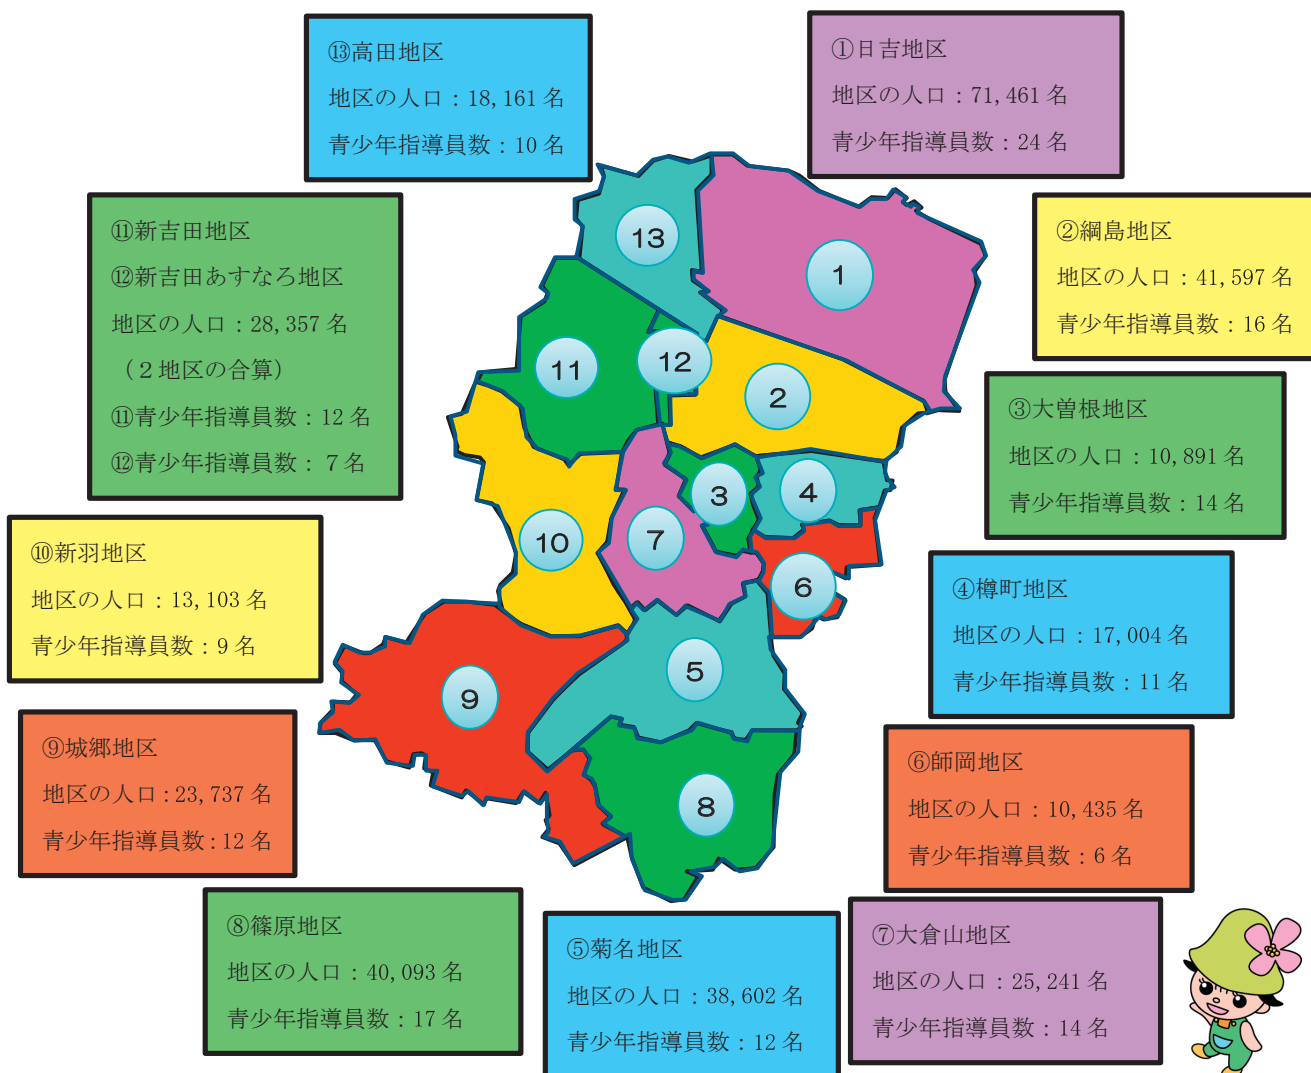 ⑬高田地区
地区の人口：18,161 名
青少年指導員数：10 名
①日吉地区
地区の人口：71,461 名
青少年指導員数：24 名
⑪新吉田地区
⑫新吉田あすなろ地区
地区の人口：28,357 名
（２地区の合算）
⑪青少年指導員数：12 名
⑫青少年指導員数：７名
②綱島地区
地区の人口：41,597 名
青少年指導員数：16 名
③大曽根地区
地区の人口：10,891 名
青少年指導員数：14 名
⑩新羽地区
地区の人口：13,103 名
青少年指導員数：9 名
④樽町地区
地区の人口：17,004 名
青少年指導員数：11 名
⑨城郷地区
地区の人口：23,737 名
青少年指導員数：12 名
⑥師岡地区
地区の人口：10,435 名
青少年指導員数：6 名
⑧篠原地区
地区の人口：40,093 名
青少年指導員数：17 名
⑤菊名地区
地区の人口：38,602 名
青少年指導員数：12 名
⑦大倉山地区
地区の人口：25,241 名
青少年指導員数：14 名
13
1
12
11
2
3
4
7
10
6
5
9
8